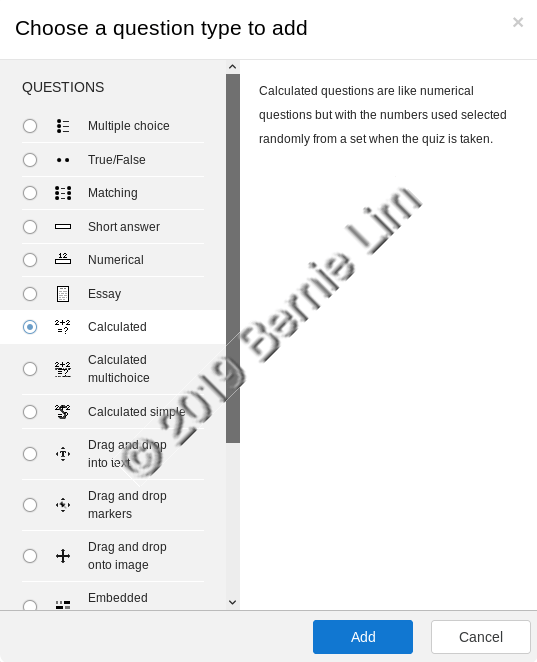 Choose a question type to add
×
QUESTIONS
Multiple choice
True/False
Matching
Short answer
Numerical
Essay
Calculated
Calculated
multichoice
Calculated simple
Drag and drop
into text
Drag and drop
markers
Drag and drop
onto image
Embedded
Calculated questions are like numerical
questions but with the numbers used selected
randomly from a set when the quiz is taken.
© 2019 Bernie Lim
Add
Cancel